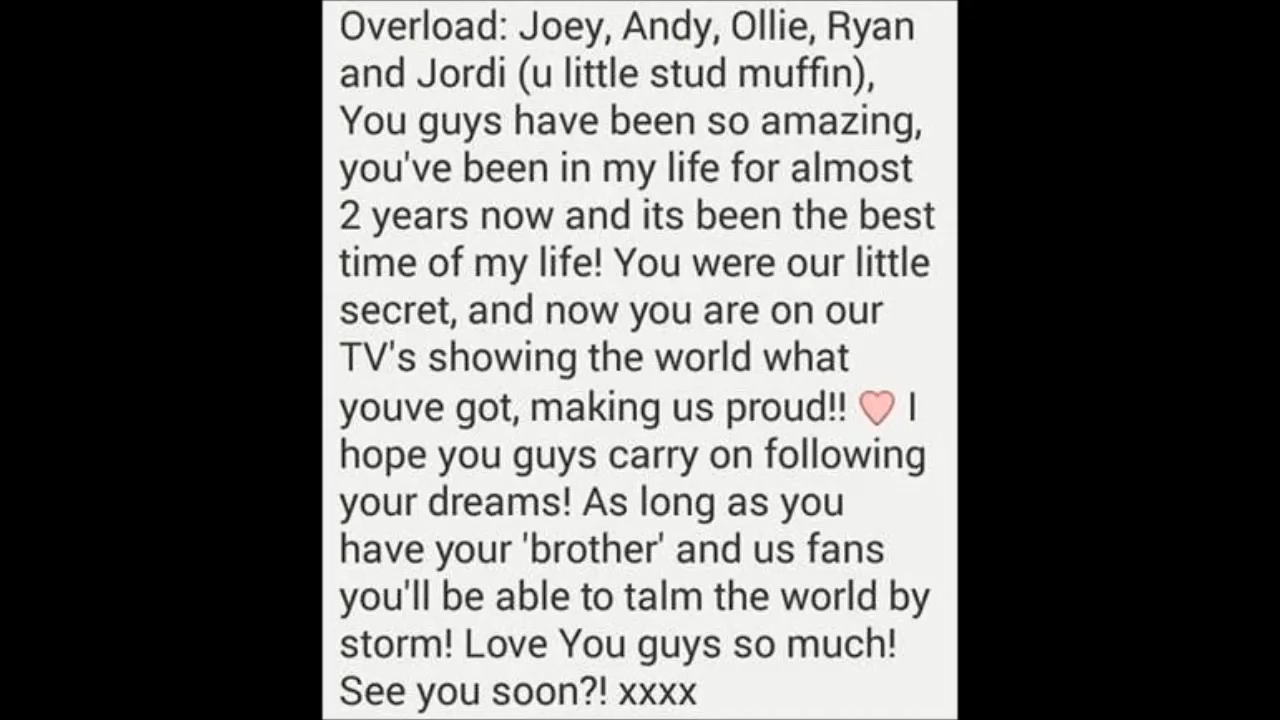 Overload: Joey, Andy, Ollie, Ryan
and Jordi (u little stud muffin),
You guys have been so amazing,
you've been in my life for almost
2 years now and its been the best
time of my life! You were our little
secret, and now you are on our
TV's showing the world what
youve got, making us proud!! ♥ I
hope you guys carry on following
your dreams! As long as you
have your 'brother' and us fans
you'll be able to talm the world by
storm! Love You guys so much!
See you soon?! xxxx